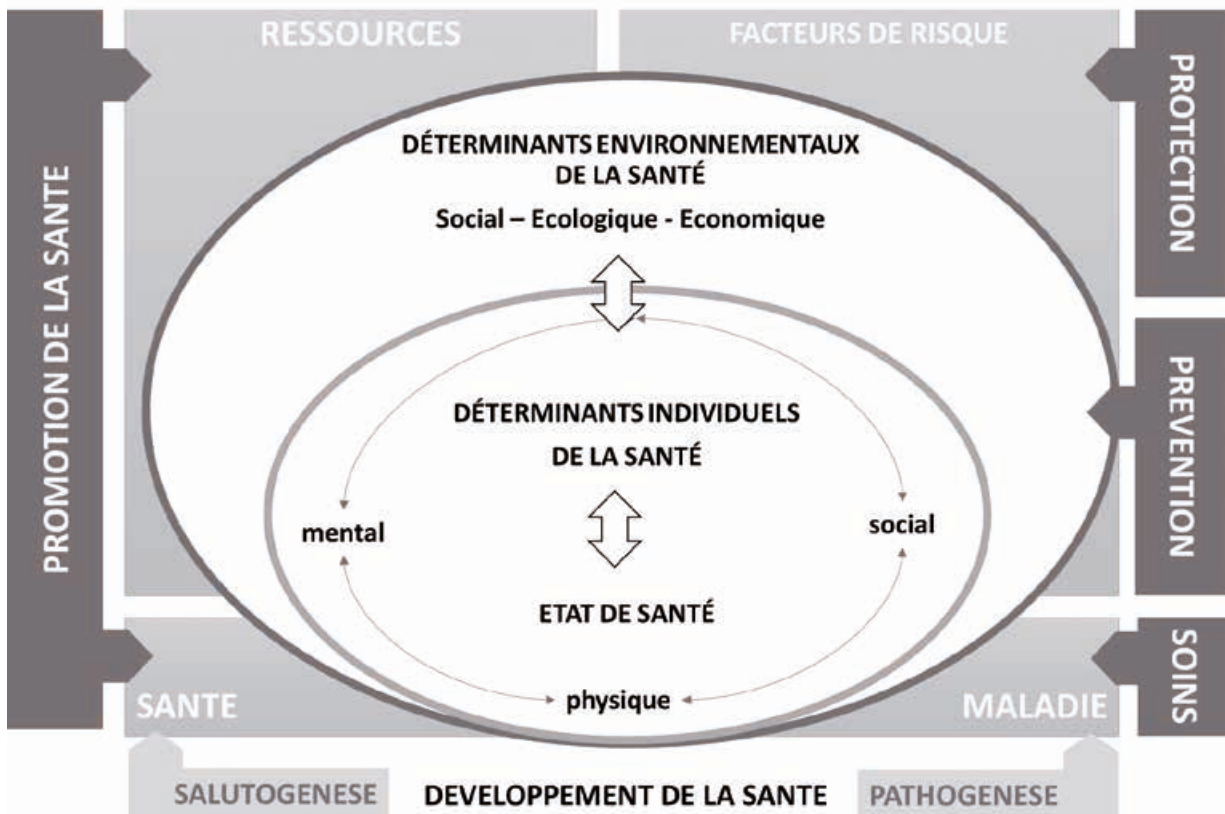 RESSOURCES
FACTEURS DE RISQUE
PROMOTION DE LA SANTE
PROTECTION
DÉTERMINANTS ENVIRONNEMENTAUX
DE LA SANTÉ
Social – Ecologique - Economique
PREVENTION
DÉTERMINANTS INDIVIDUELS
DE LA SANTÉ
mental
social
ETAT DE SANTÉ
SOINS
physique
SANTE
MALADIE
SALUTOGENESE
DEVELOPPEMENT DE LA SANTE
PATHOGENESE